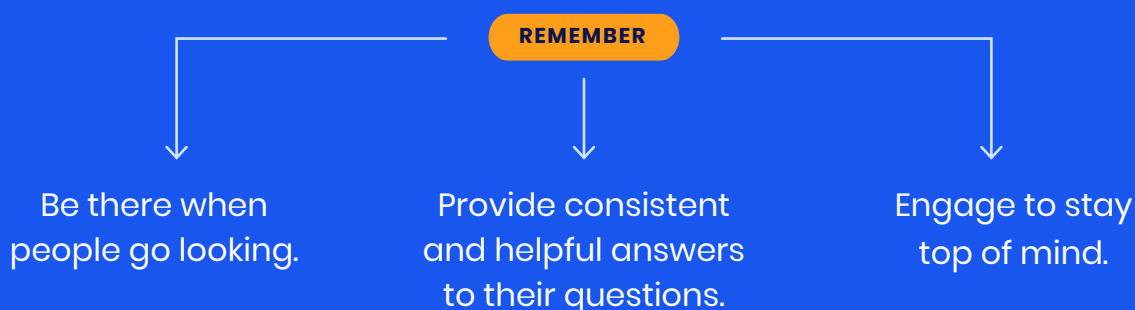 REMEMBER
Be there when
people go looking.
Provide consistent
and helpful answers
to their questions.
Engage to stay
top of mind.